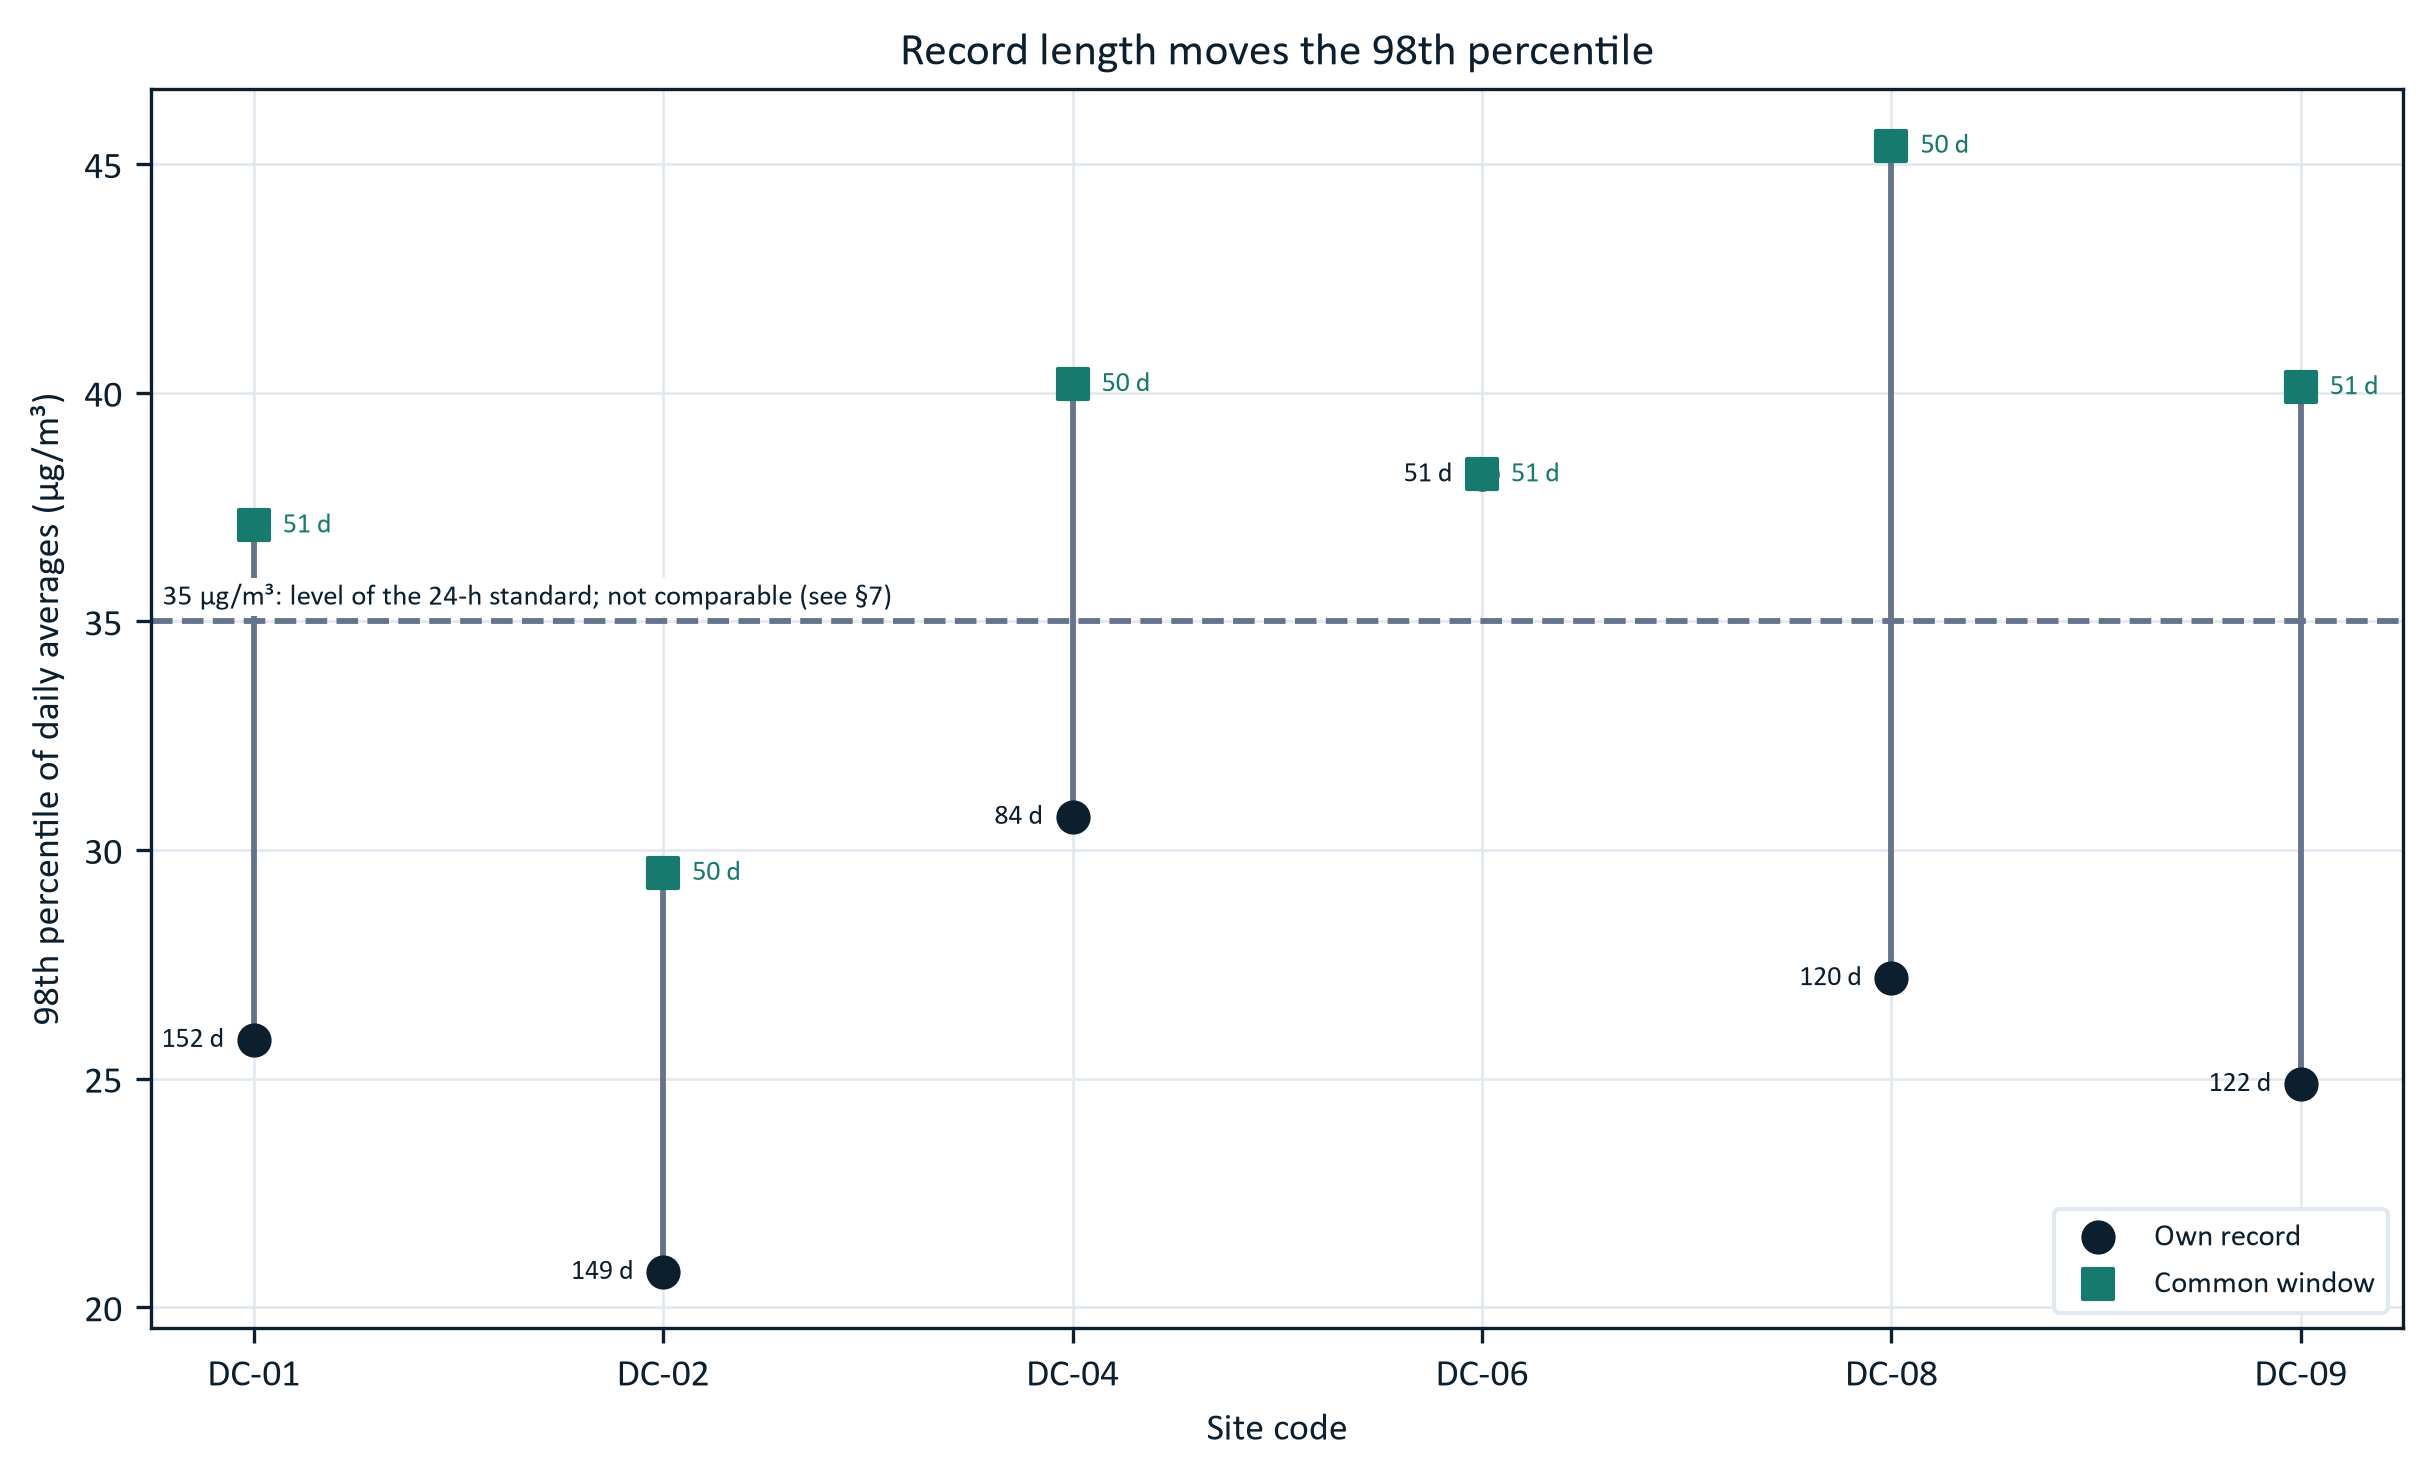 Record length moves the 98th percentile
98th percentile of daily averages (µg/m³)
45
40
35
30
25
20
50 d
50 d
51 d
51 d
51 d
51 d
35 µg/m³: level of the 24-h standard; not comparable (see §7)
84 d
50 d
120 d
152 d
122 d
149 d
Own record
Common window
DC-01
DC-02
DC-04
DC-06
DC-08
DC-09
Site code